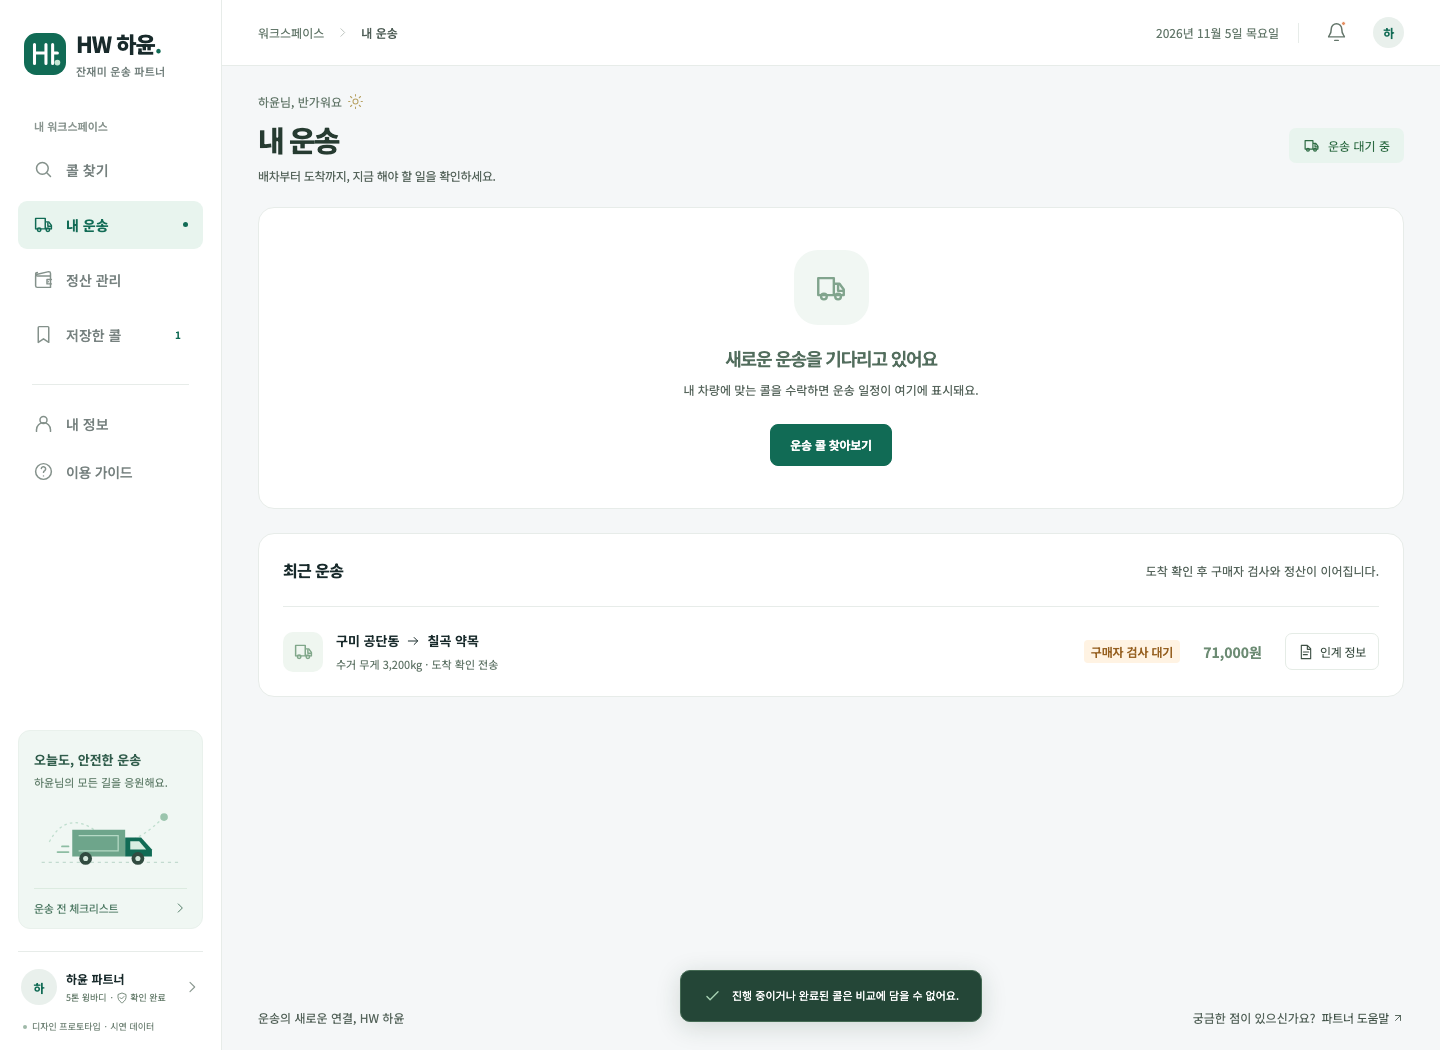 Ht
HW 하윤.
잔재미 운송 파트너
내 워크스페이스
콜 찾기
내 운송
정산 관리
저장한 콜 1
내 정보
이용 가이드
오늘도, 안전한 운송
하윤님의 모든 길을 응원해요.
운송 전 체크리스트
하 하윤 파트너
5톤 윙바디 · 확인 완료
디자인 프로토타입 · 시연 데이터
워크스페이스 내 운송
2026년 11월 5일 목요일 하
하윤님, 반가워요
내 운송
배차부터 도착까지, 지금 해야 할 일을 확인하세요.
운송 대기 중
새로운 운송을 기다리고 있어요
내 차량에 맞는 콜을 수락하면 운송 일정이 여기에 표시돼요.
운송 콜 찾아보기
최근 운송 도착 확인 후 구매자 검사와 정산이 이어집니다.
구미 공단동 → 칠곡 약목
수거 무게 3,200kg · 도착 확인 전송
구매자 검사 대기 71,000원 인계 정보
진행 중이거나 완료된 콜은 비교에 담을 수 없어요.
운송의 새로운 연결, HW 하윤
궁금한 점이 있으신가요? 파트너 도움말